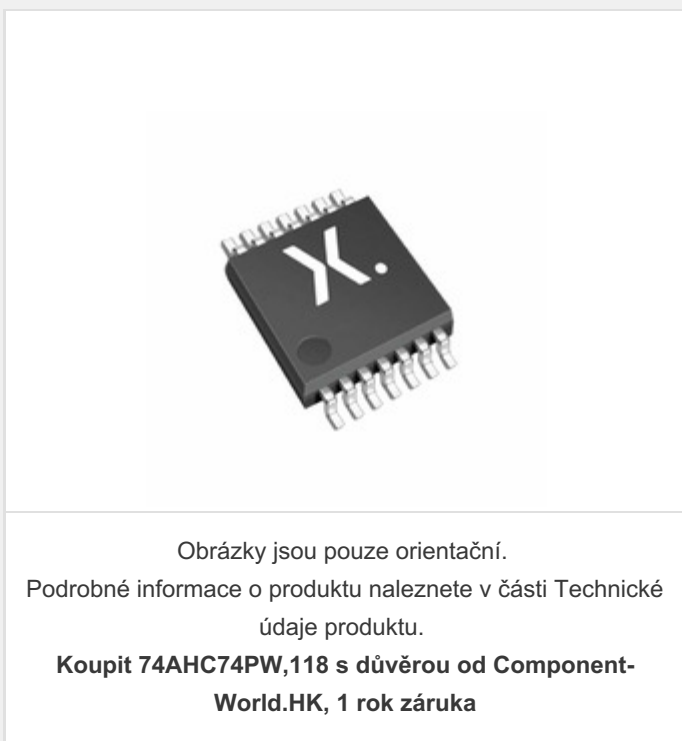 Obrázky jsou pouze orientační.
Podrobné informace o produktu naleznete v části Technické
údaje produktu.
Koupit 74AHC74PW,118 s důvěrou od Component-
World.HK, 1 rok záruka